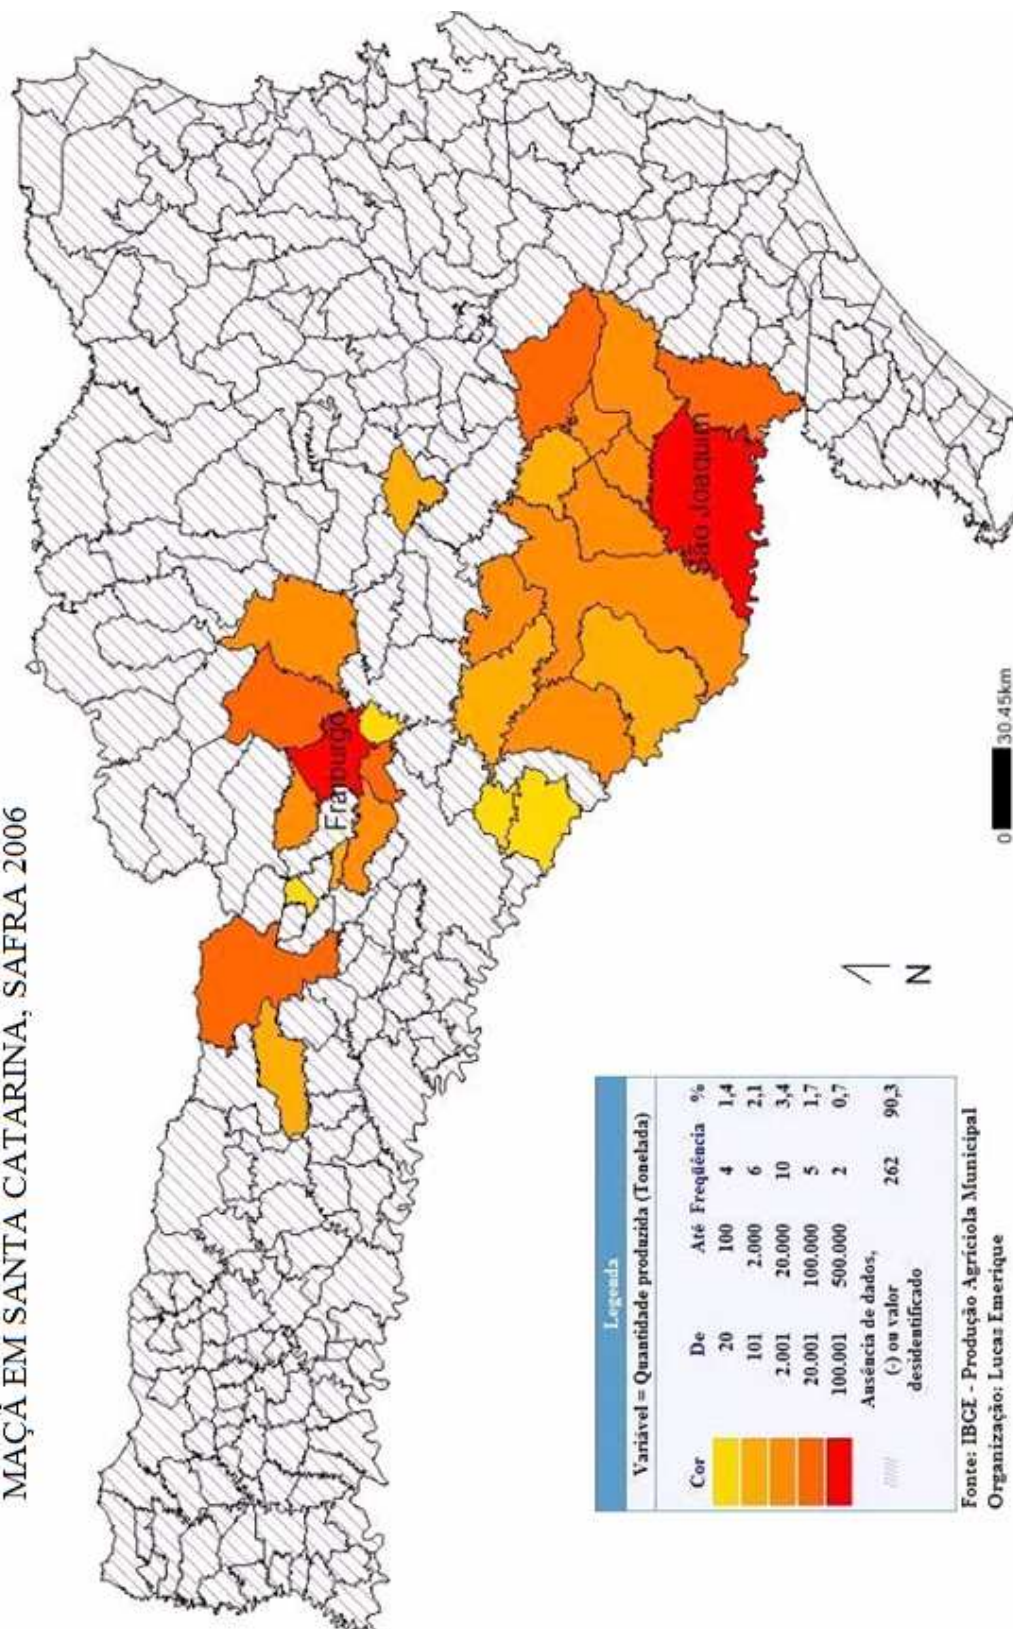 MAÇÃ EM SANTA CATARINA, SAFRA 2006
Fraiburgo
São Joaquim
0 30.45km
N
Legenda
Variável = Quantidade produzida (Tonelada)
Cor De Até Freqüência %
20 100 4 1,4
101 2.000 6 2,1
2.001 20.000 10 3,4
20.001 100.000 5 1,7
100.001 500.000 2 0,7
Ausência de dados,
(-) ou valor 262 90,3
desidentificado
Fonte: IBGE - Produção Agríciola Municipal
Organização: Lucas Emerique